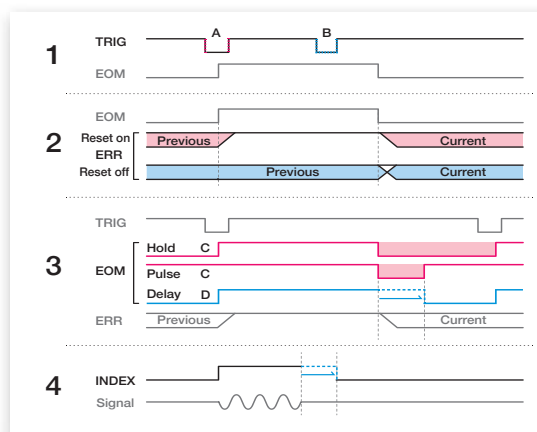 1
TRIG
A
B
EOM
2
EOM
Reset on
Previous
Current
ERR
Reset off
Previous
Current
3
TRIG
Hold C
EOM
Pulse C
Delay D
ERR
Previous
Current
4
INDEX
Signal